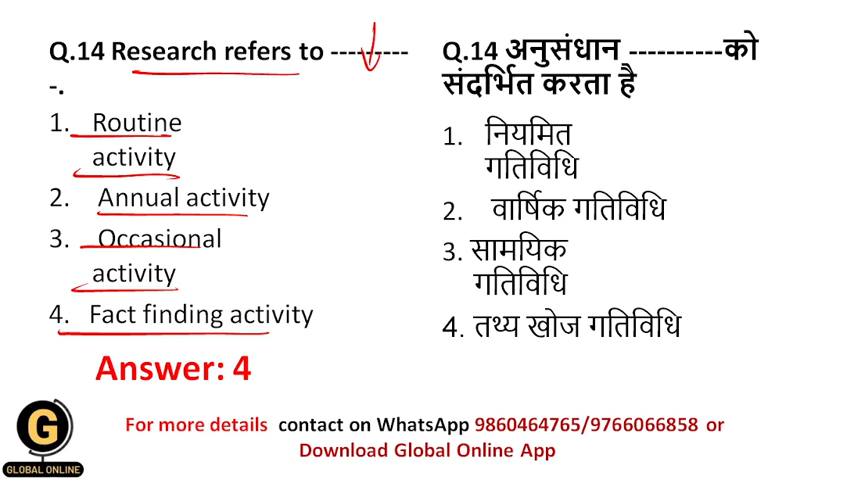 Q.14 Research refers to ---------
-.
1. Routine
activity
2. Annual activity
3. Occasional
activity
4. Fact finding activity
Answer: 4
Q.14 अनुसंधान ----------को
संदर्भित करता है
1. नियमित
गतिविधि
2. वार्षिक गतिविधि
3. सामयिक
गतिविधि
4. तथ्य खोज गतिविधि
G
GLOBAL ONLINE
For more details contact on WhatsApp 9860464765/9766066858 or
Download Global Online App